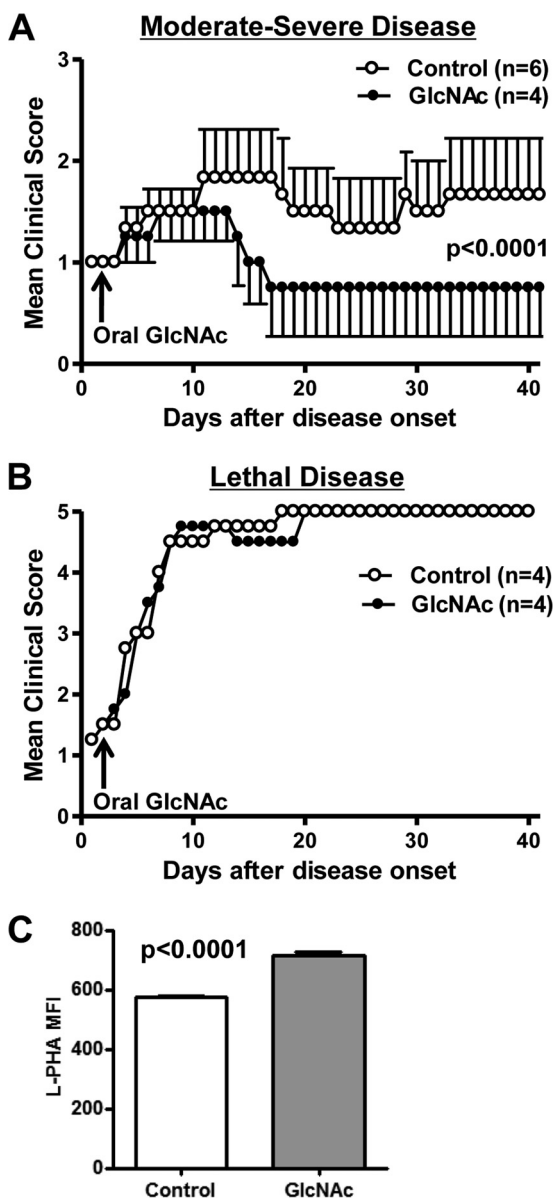 A
Moderate-Severe Disease
3
Control (n=6)
GlcNAc (n=4)
2
1
0
Mean Clinical Score
p<0.0001
Oral GlcNAc
0 10 20 30 40
Days after disease onset
B
Lethal Disease
5
4
3
2
1
0
Mean Clinical Score
Control (n=4)
GlcNAc (n=4)
Oral GlcNAc
0 10 20 30 40
Days after disease onset
C
800
600
400
200
0
L-PHA MFI
p<0.0001
Control GlcNAc